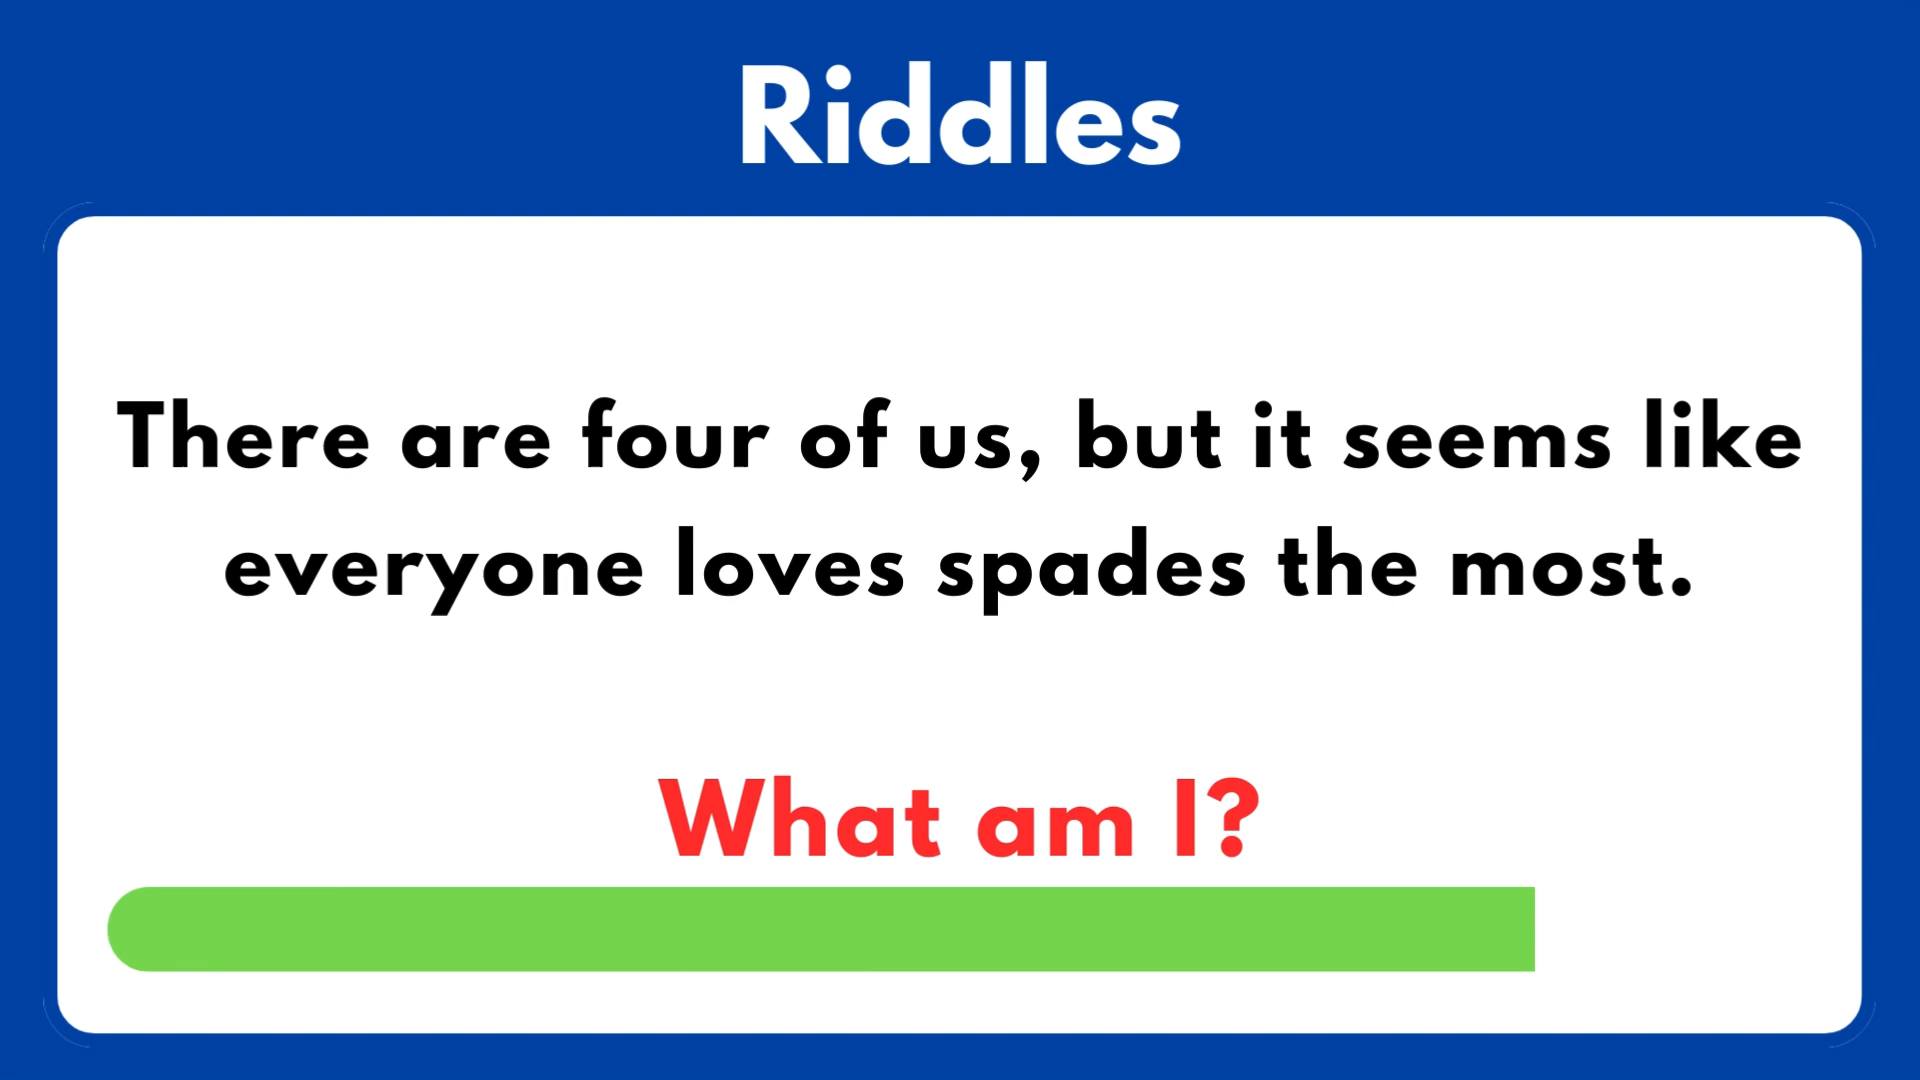 Riddles
There are four of us, but it seems like
everyone loves spades the most.
What am I?